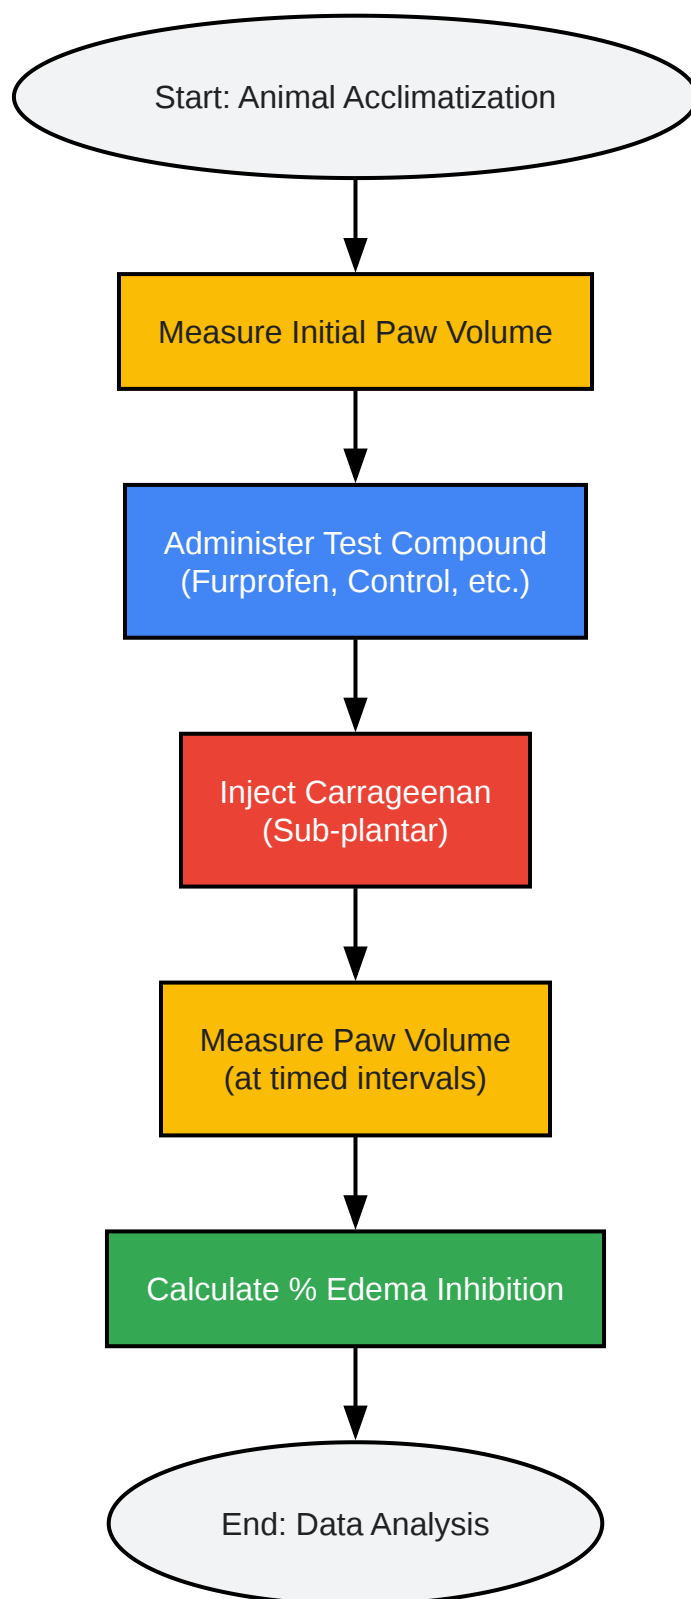 Start: Animal Acclimatization
Measure Initial Paw Volume
Administer Test Compound
(Furprofen, Control, etc.)
Inject Carrageenan
(Sub-plantar)
Measure Paw Volume
(at timed intervals)
Calculate % Edema Inhibition
End: Data Analysis